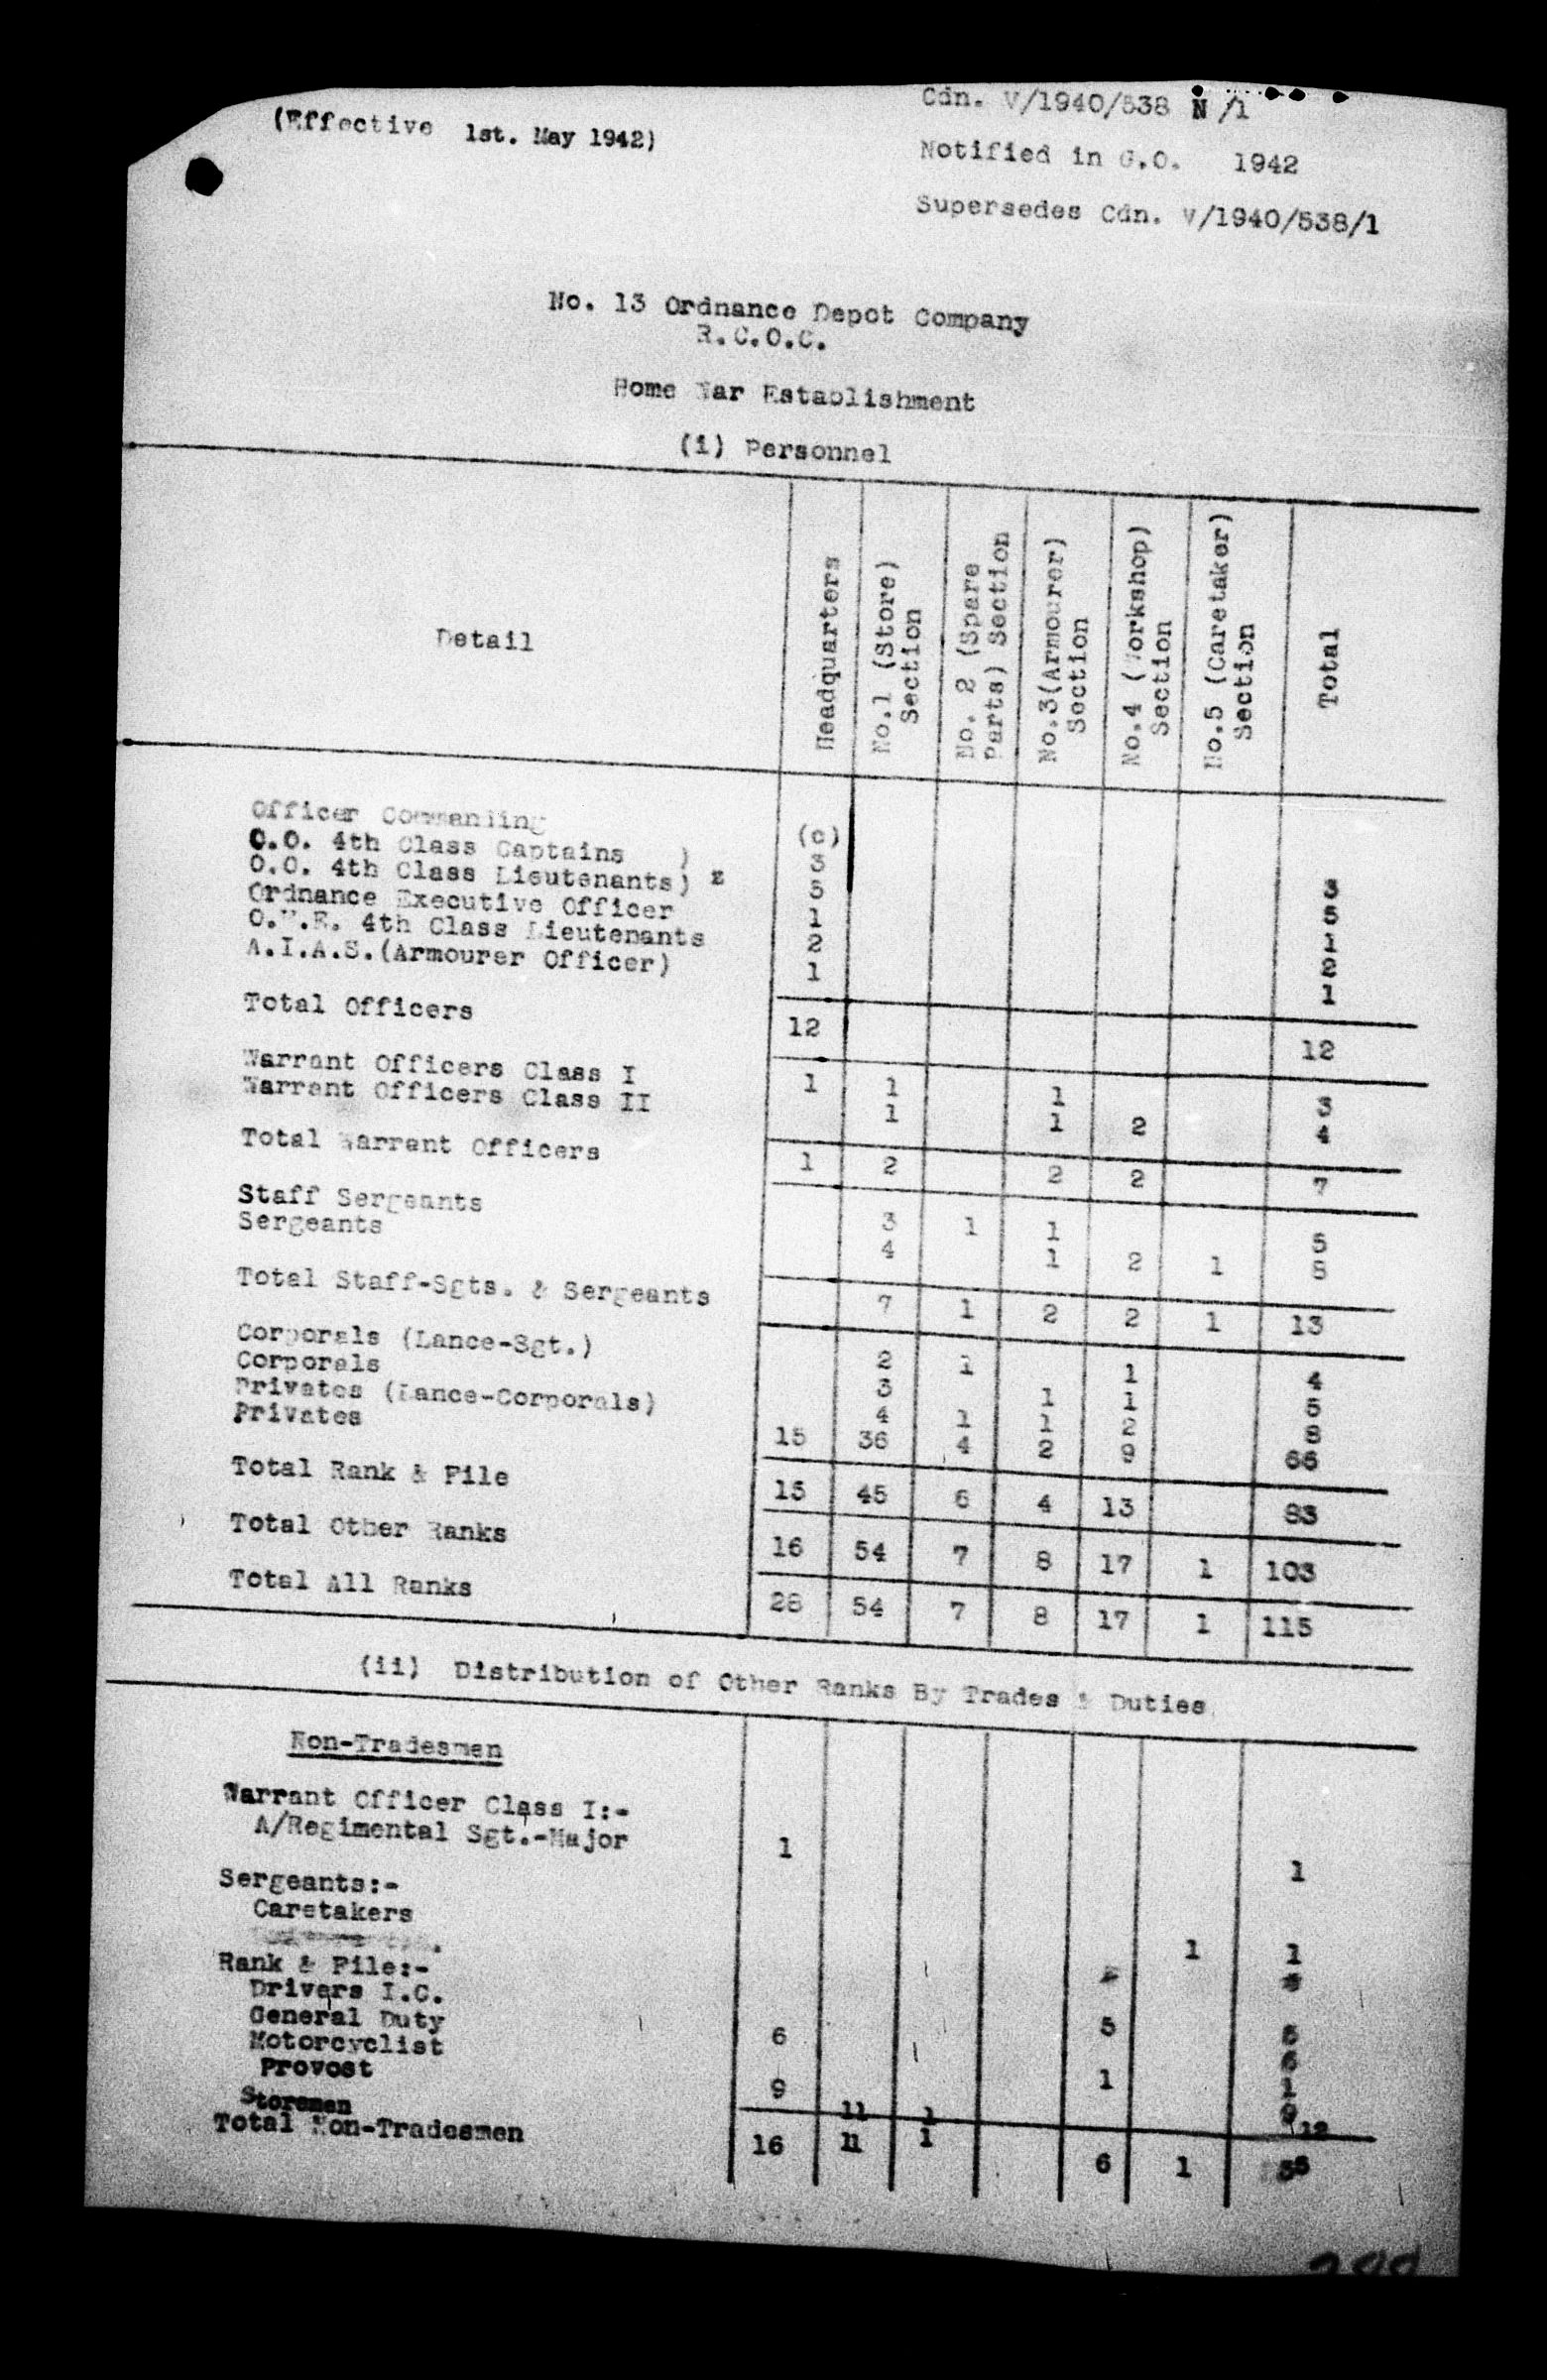 (Effective 1st. May 1942)
Cdn. V/1940/538 N /1
Notified in G.O. 1942
Supersedes Cdn. V/1940/538/1
No. 13 Ordnance Depot Company
R.C.O.C.
Home War Establishment
(i) Personnel
Detail
Headquarters
No.1 (Store)
Section
No. 2 (Spare
Parts) Section
No.3(Armourer)
Section
No.4 (Workshop)
Section
No.5 (Caretaker)
Section
Total
Officer Commanding (c)
O.O. 4th Class Captains ) 3 3
O.O. 4th Class Lieutenants) x 5 5
Ordnance Executive Officer 1 1
O.M.E. 4th Class Lieutenants 2 2
A.I.A.S.(Armourer Officer) 1 1
Total Officers 12 12
Warrant Officers Class I 1 1 1 3
Warrant Officers Class II 1 1 2 4
Total Warrant Officers 1 2 2 2 7
Staff Sergeants 3 1 1 5
Sergeants 4 1 2 1 8
Total Staff-Sgts. & Sergeants 7 1 2 2 1 13
Corporals (Lance-Sgt.) 2 1 1 4
Corporals 3 1 1 5
Privates (Lance-Corporals) 4 1 1 2 8
Privates 15 36 4 2 9 66
Total Rank & File 15 45 6 4 13 83
Total Other Ranks 16 54 7 8 17 1 103
Total All Ranks 28 54 7 8 17 1 115
(ii) Distribution of Other Ranks By Trades & Duties
Non-Tradesmen
Warrant Officer Class I:-
A/Regimental Sgt.-Major 1 1
Sergeants:-
Caretakers 1 1
Rank & File:-
Drivers I.C. 5 5
General Duty 6 6
Motorcyclist 1 1
Provost 9 9
Storemen 11 1 12
Total Non-Tradesmen 16 11 1 6 1 35